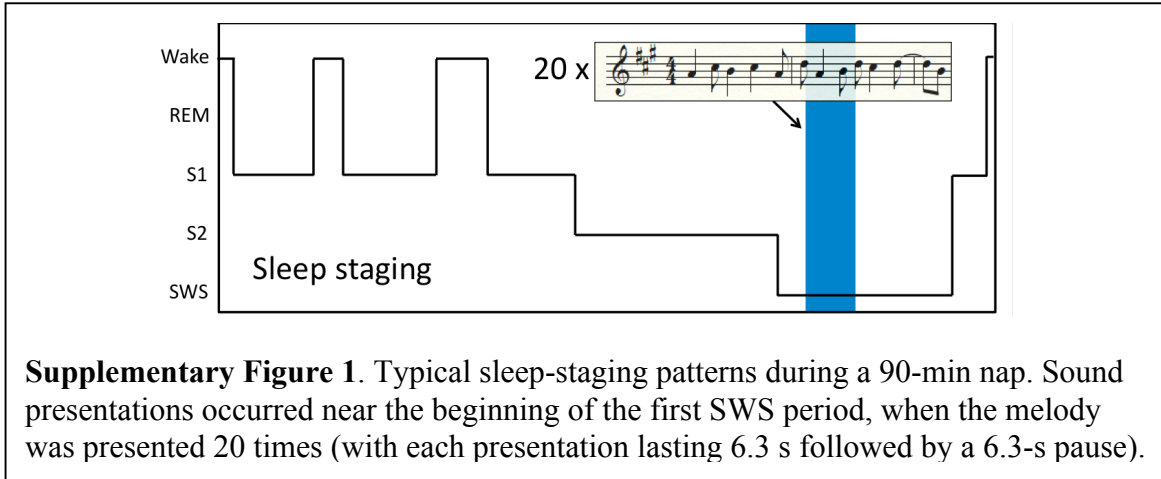 Wake
20 x
4
4
REM
S1
S2
Sleep staging
SWS
Supplementary Figure 1. Typical sleep-staging patterns during a 90-min nap. Sound
presentations occurred near the beginning of the first SWS period, when the melody
was presented 20 times (with each presentation lasting 6.3 s followed by a 6.3-s pause).